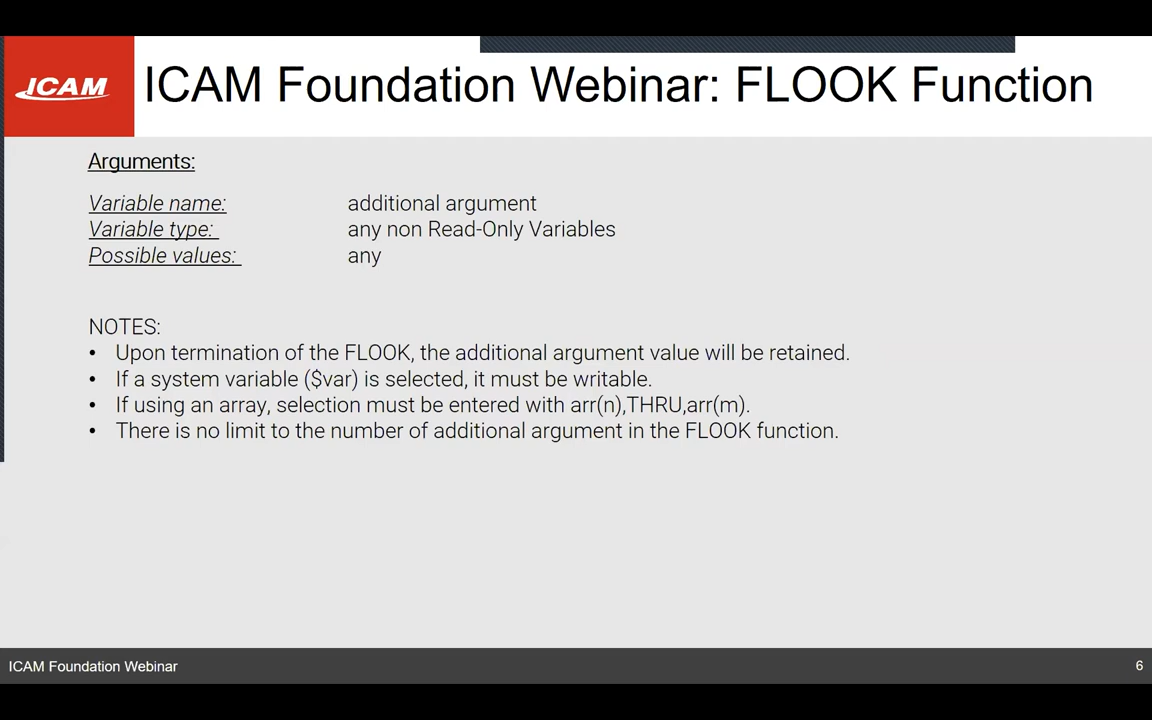 ICAM
ICAM Foundation Webinar: FLOOK Function
Arguments:
Variable name: additional argument
Variable type: any non Read-Only Variables
Possible values: any
NOTES:
• Upon termination of the FLOOK, the additional argument value will be retained.
• If a system variable ($var) is selected, it must be writable.
• If using an array, selection must be entered with arr(n),THRU,arr(m).
• There is no limit to the number of additional argument in the FLOOK function.
ICAM Foundation Webinar 6